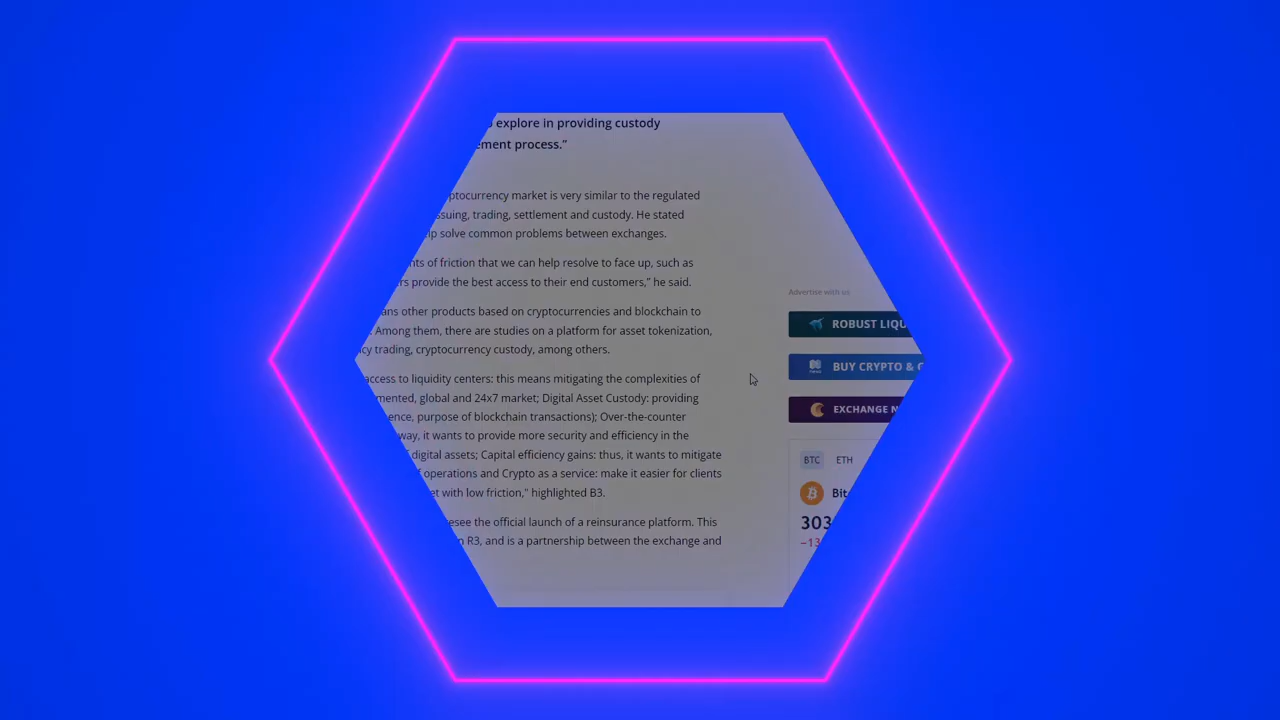 explore in providing custody
ement process.”
ptocurrency market is very similar to the regulated
ssuing, trading, settlement and custody. He stated
lp solve common problems between exchanges.
nts of friction that we can help resolve to face up, such as
rs provide the best access to their end customers,” he said.
ans other products based on cryptocurrencies and blockchain to
. Among them, there are studies on a platform for asset tokenization,
cy trading, cryptocurrency custody, among others.
access to liquidity centers: this means mitigating the complexities of
mented, global and 24x7 market; Digital Asset Custody: providing
ence, purpose of blockchain transactions); Over-the-counter
way, it wants to provide more security and efficiency in the
f digital assets; Capital efficiency gains: thus, it wants to mitigate
of operations and Crypto as a service: make it easier for clients
et with low friction,” highlighted B3.
esee the official launch of a reinsurance platform. This
n R3, and is a partnership between the exchange and
Advertise with us
ROBUST LIQU
BUY CRYPTO &
EXCHANGE N
BTC ETH
Bit
303
−13